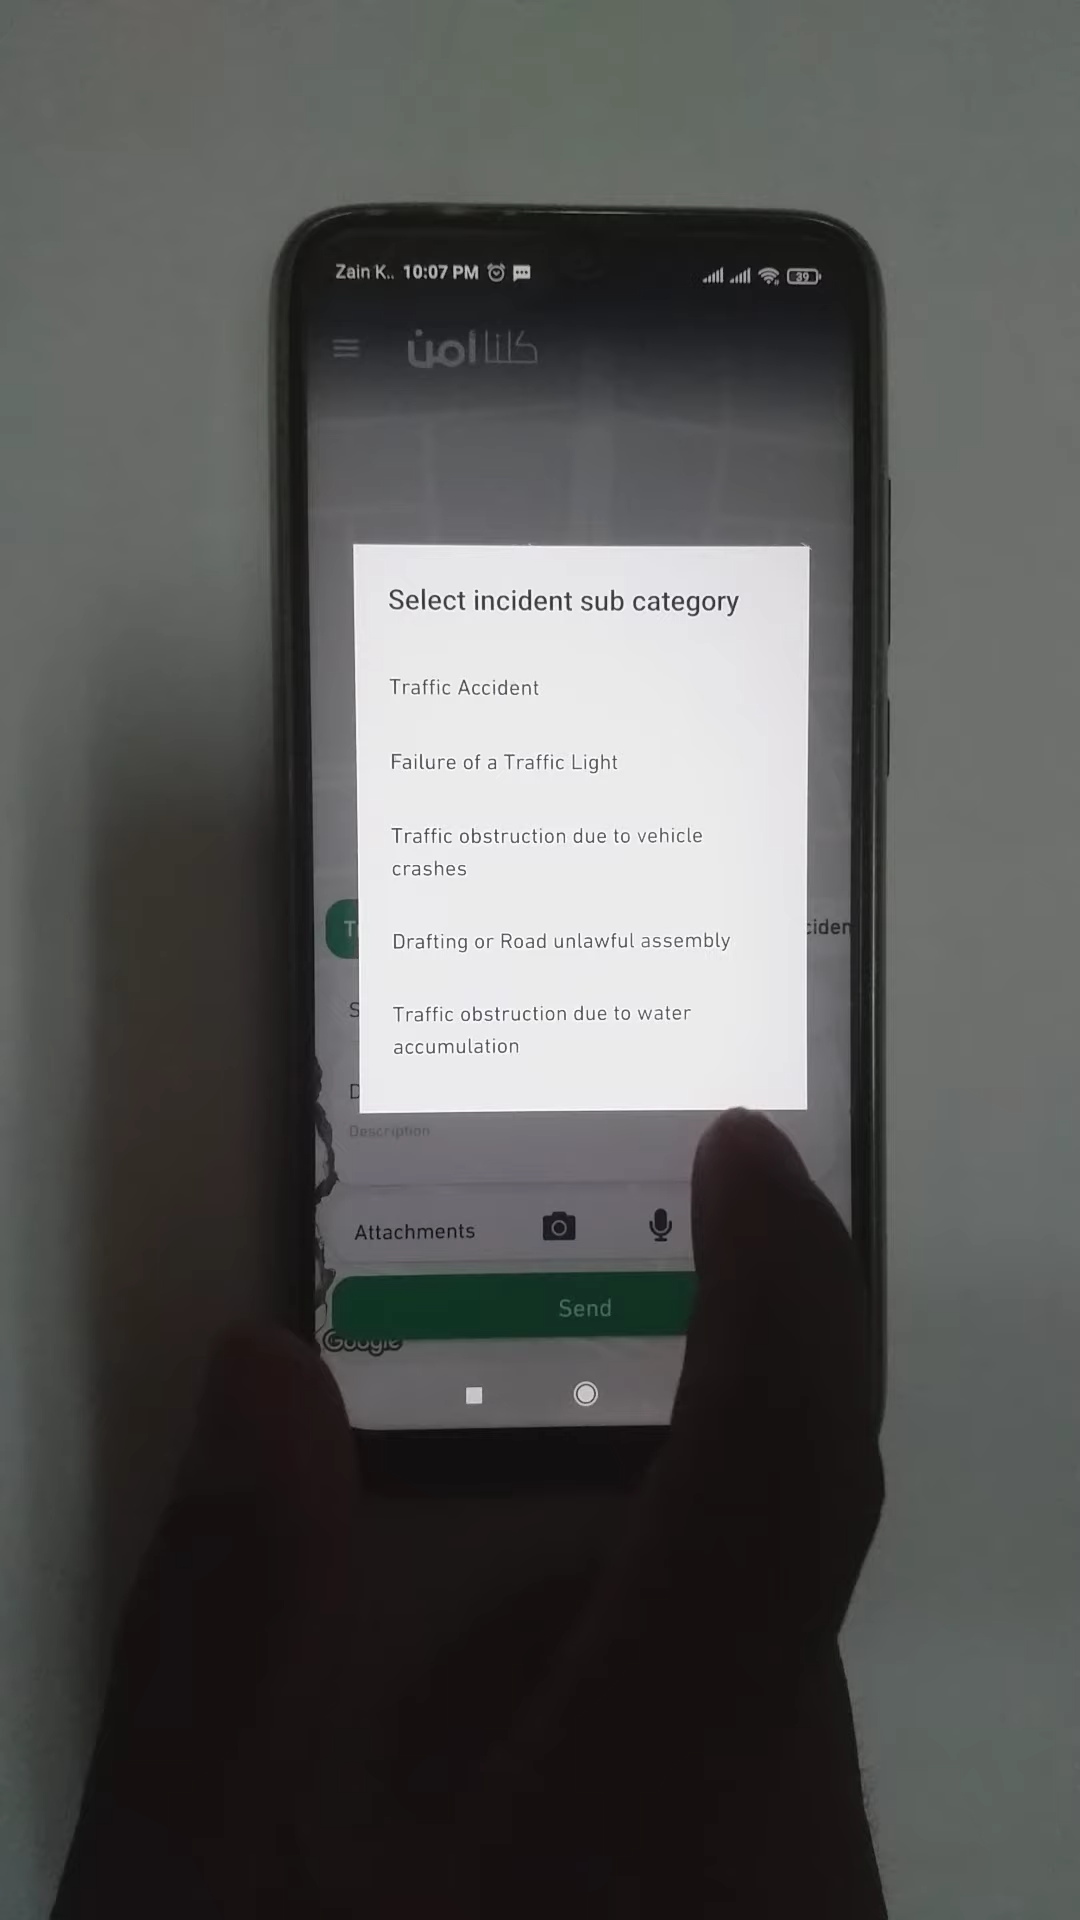 Zain K.. 10:07 PM
39
كلنا أمن
Select incident sub category
Traffic Accident
Failure of a Traffic Light
Traffic obstruction due to vehicle
crashes
Drafting or Road unlawful assembly
Traffic obstruction due to water
accumulation
Description
Attachments
Send
Google